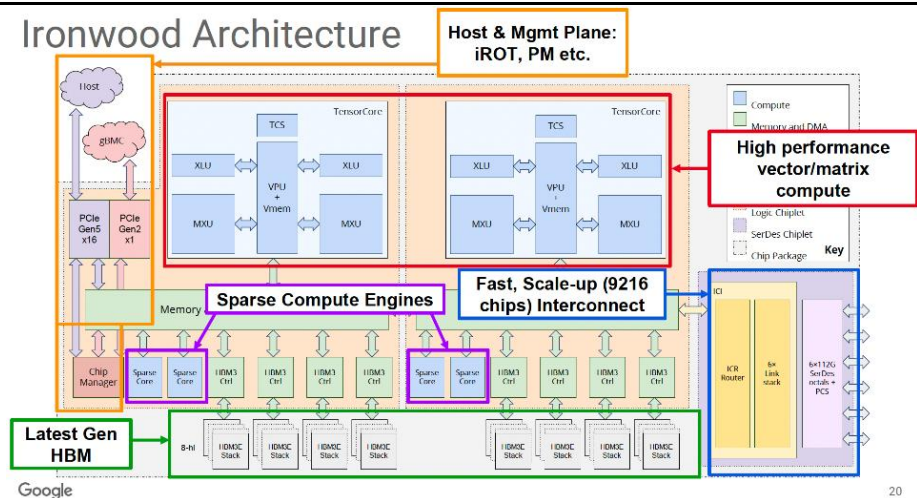 Ironwood Architecture
Host & Mgmt Plane:
iROT, PM etc.
Host
gBMC
TensorCore
TCS
XLU
XLU
VPU
+
Vmem
MXU
MXU
TensorCore
TCS
XLU
XLU
VPU
+
Vmem
MXU
MXU
Compute
Memory and DMA
High performance
vector/matrix
compute
Logic Chiplet
SerDes Chiplet
Chip Package
Key
PCIe
Gen5
x16
PCIe
Gen2
x1
Sparse Compute Engines
Fast, Scale-up (9216
chips) Interconnect
Memory
ICI
Chip
Manager
Sparse
Core
Sparse
Core
HBM3
Ctrl
HBM3
Ctrl
HBM3
Ctrl
HBM3
Ctrl
Sparse
Core
Sparse
Core
HBM3
Ctrl
HBM3
Ctrl
HBM3
Ctrl
HBM3
Ctrl
ICR
Router
6×
Link
stack
6×112G
SerDes
octals +
PCS
Latest Gen
HBM
8-hi
HBM3E
Stack
HBM3E
Stack
HBM3E
Stack
HBM3E
Stack
HBM3E
Stack
HBM3E
Stack
HBM3E
Stack
HBM3E
Stack
Google
20